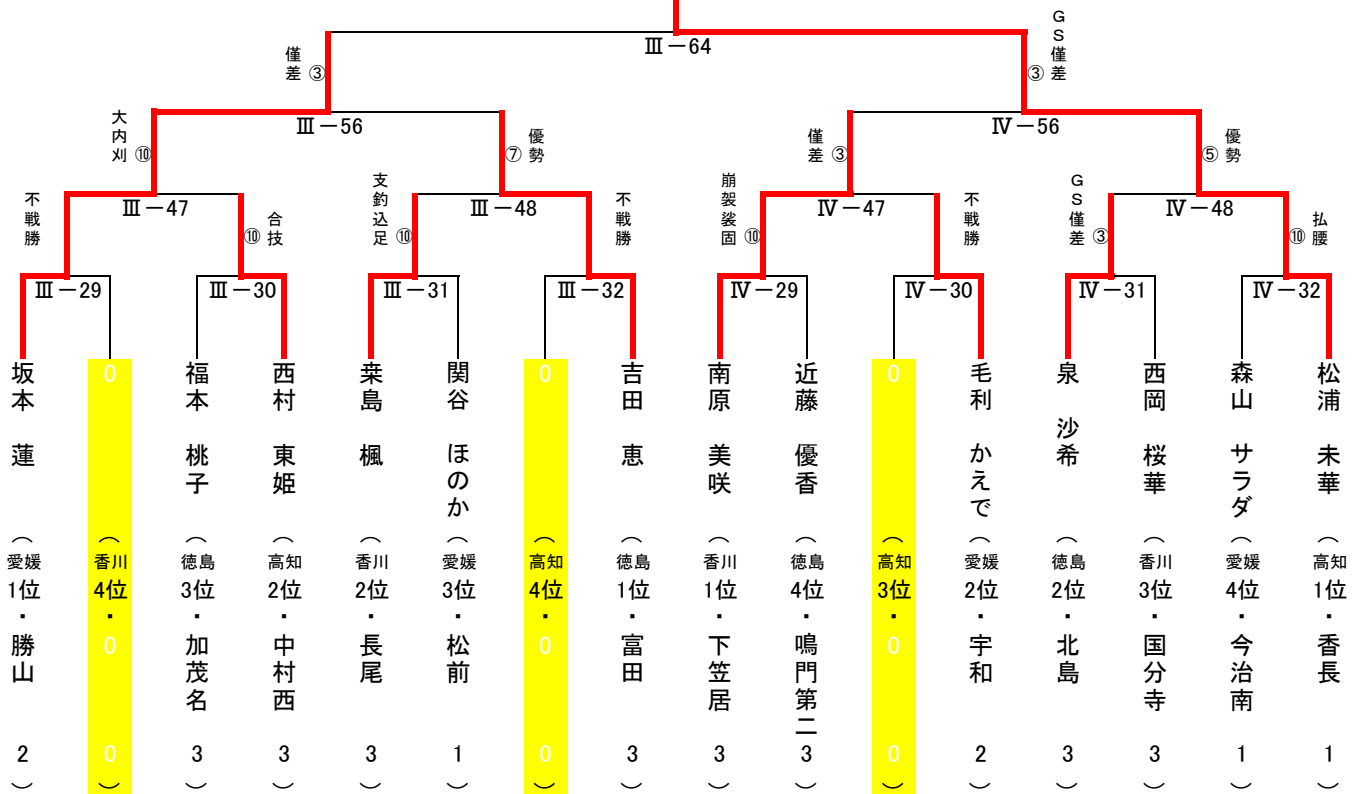 Ⅲ－64
GS僅差
③
僅差
③
Ⅲ－56
Ⅳ－56
大内刈
⑩
⑦
優勢
僅差
③
⑤
優勢
Ⅲ－47
Ⅲ－48
Ⅳ－47
Ⅳ－48
不戦勝
⑩
合技
支釣込足
⑩
不戦勝
崩袈裟固
⑩
不戦勝
GS僅差
③
⑩
払腰
Ⅲ－29
Ⅲ－30
Ⅲ－31
Ⅲ－32
Ⅳ－29
Ⅳ－30
Ⅳ－31
Ⅳ－32
坂本 蓮 （愛媛1位・勝山 2）
0 （香川4位・0 0）
福本 桃子 （徳島3位・加茂名 3）
西村 東姫 （高知2位・中村西 3）
桒島 楓 （香川2位・長尾 3）
関谷 ほのか （愛媛3位・松前 1）
0 （高知4位・0 0）
吉田 恵 （徳島1位・富田 3）
南原 美咲 （香川1位・下笠居 3）
近藤 優香 （徳島4位・鳴門第二 3）
0 （高知3位・0 0）
毛利 かえで （愛媛2位・宇和 2）
泉 沙希 （徳島2位・北島 3）
西岡 桜華 （香川3位・国分寺 3）
森山 サラダ （愛媛4位・今治南 1）
松浦 未華 （高知1位・香長 1）